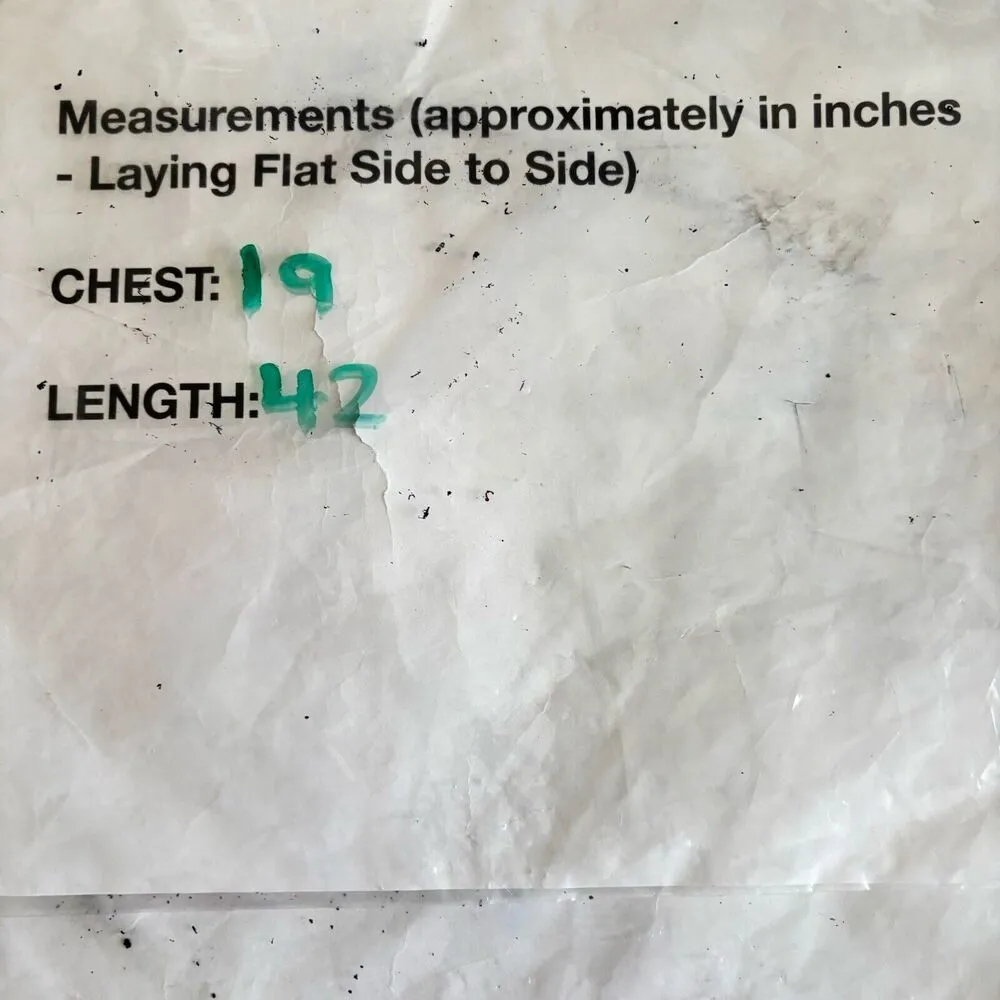 Measurements (approximately in inches
- Laying Flat Side to Side)
CHEST: 19
LENGTH: 42